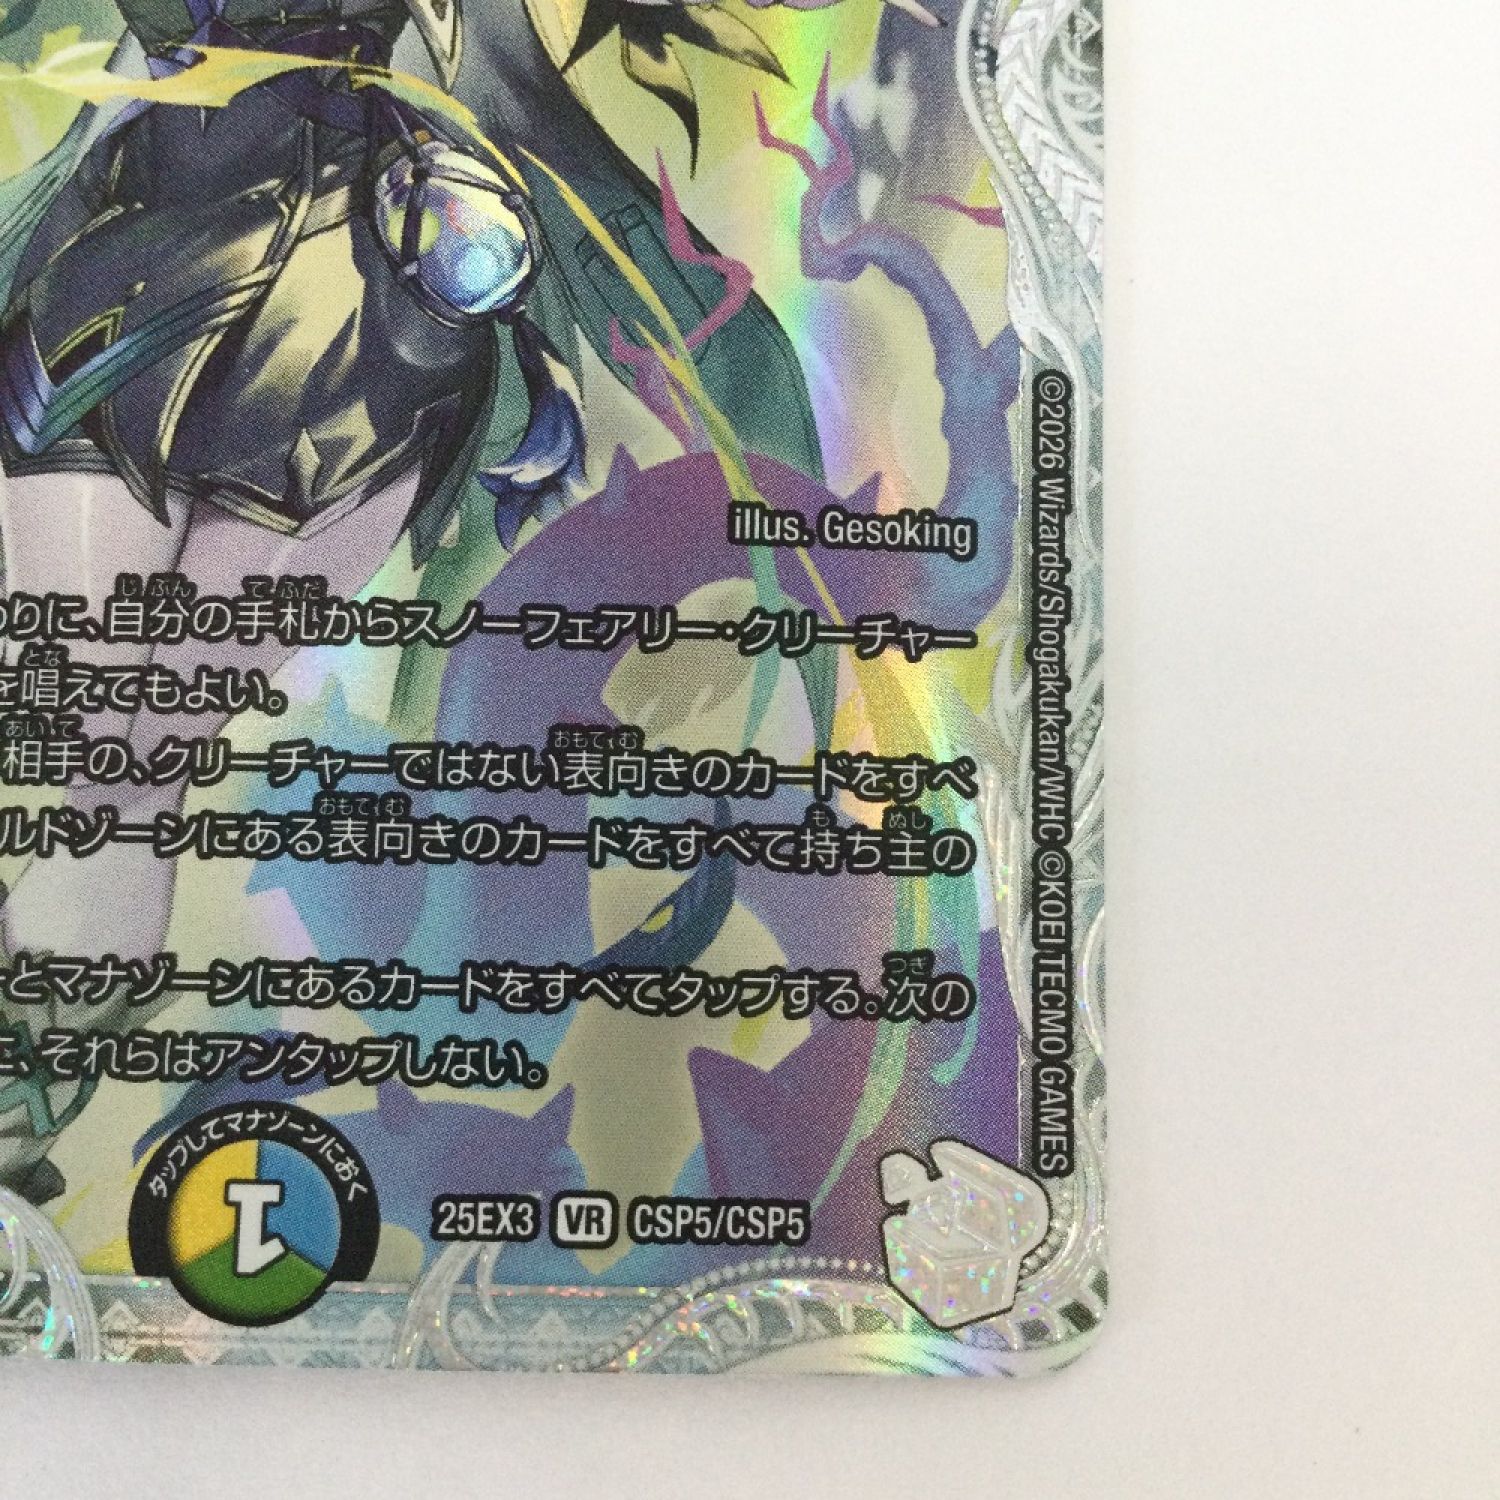 illus. Gesoking
りに、自分の手札からスノーフェアリー・クリーチャー
を唱えてもよい。
相手の、クリーチャーではない表向きのカードをすべ
ルドゾーンにある表向きのカードをすべて持ち主の
とマナゾーンにあるカードをすべてタップする。次の
、それらはアンタップしない。
タップしてマナゾーンにおく
1
25EX3 VR CSP5/CSP5
©2026 Wizards/Shogakukan/WHC ©KOEI TECMO GAMES